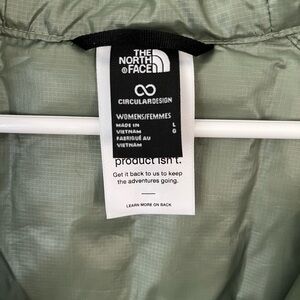 THE
NORTH
FACE
CIRCULARDESIGN
WOMENS/FEMMES
MADE IN L
VIETNAM G
FABRIQUÉ AU
VIETNAM
product isn't.
Get it back to us to keep
the adventures going.
LEARN MORE ON BACK